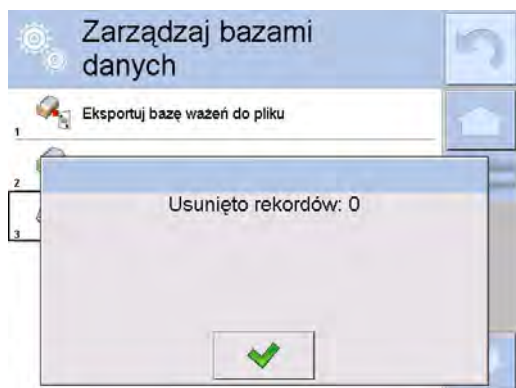 Zarządzaj bazami
danych
1
Eksportuj bazę ważeń do pliku
2
3
Usunięto rekordów: 0